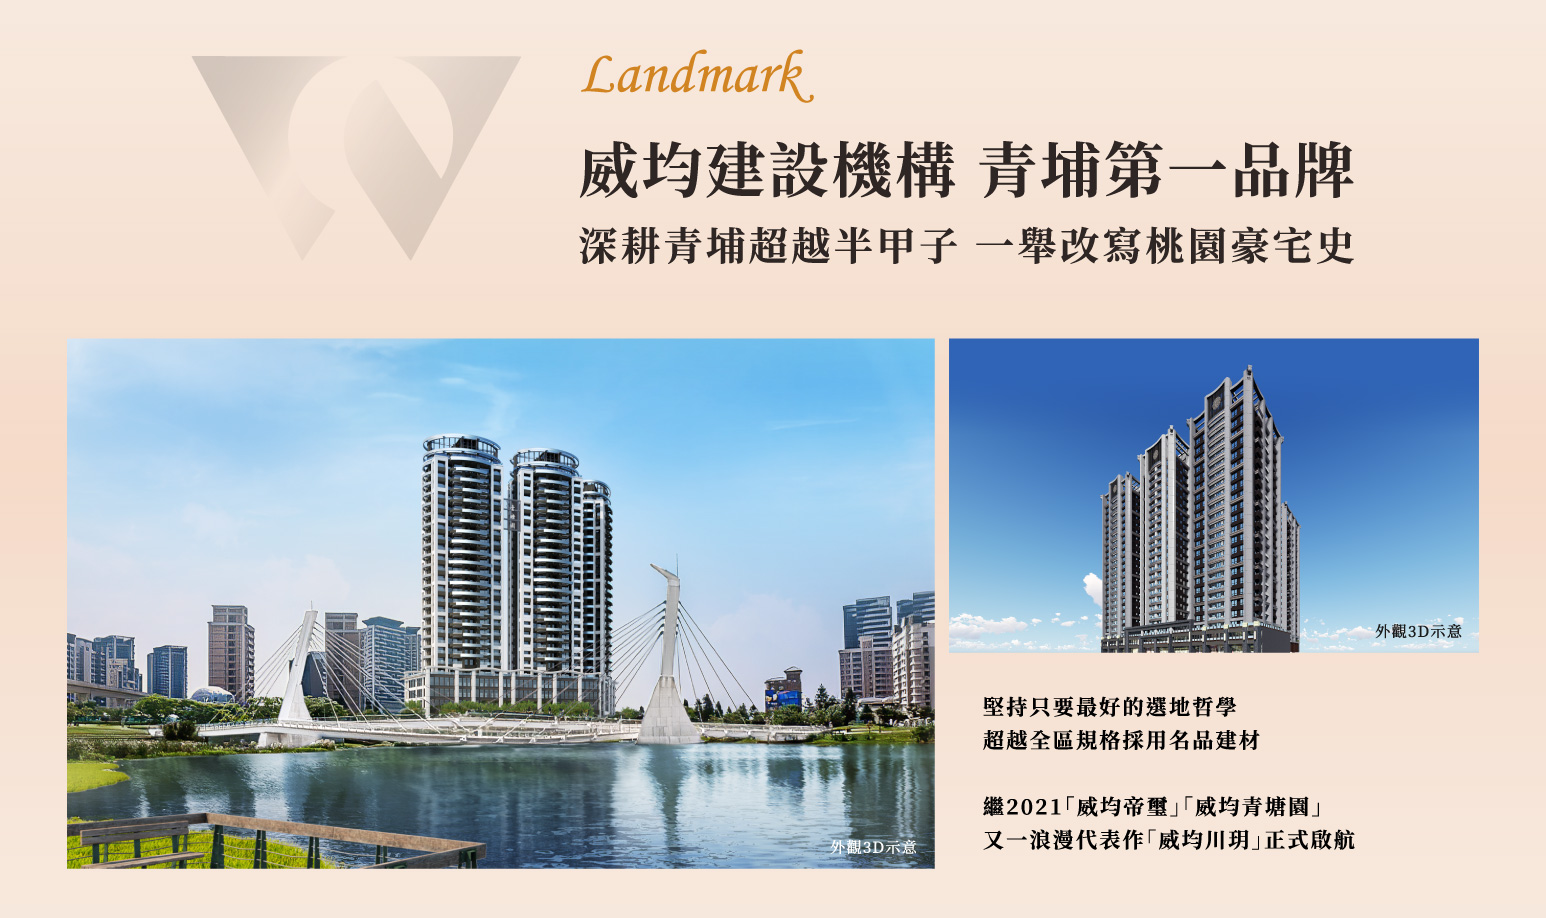 Landmark
威均建設機構 青埔第一品牌
深耕青埔超越半甲子 一舉改寫桃園豪宅史
外觀3D示意
外觀3D示意
堅持只要最好的選地哲學
超越全區規格採用名品建材
繼2021「威均帝璽」「威均青塘園」
又一浪漫代表作「威均川玥」正式啟航